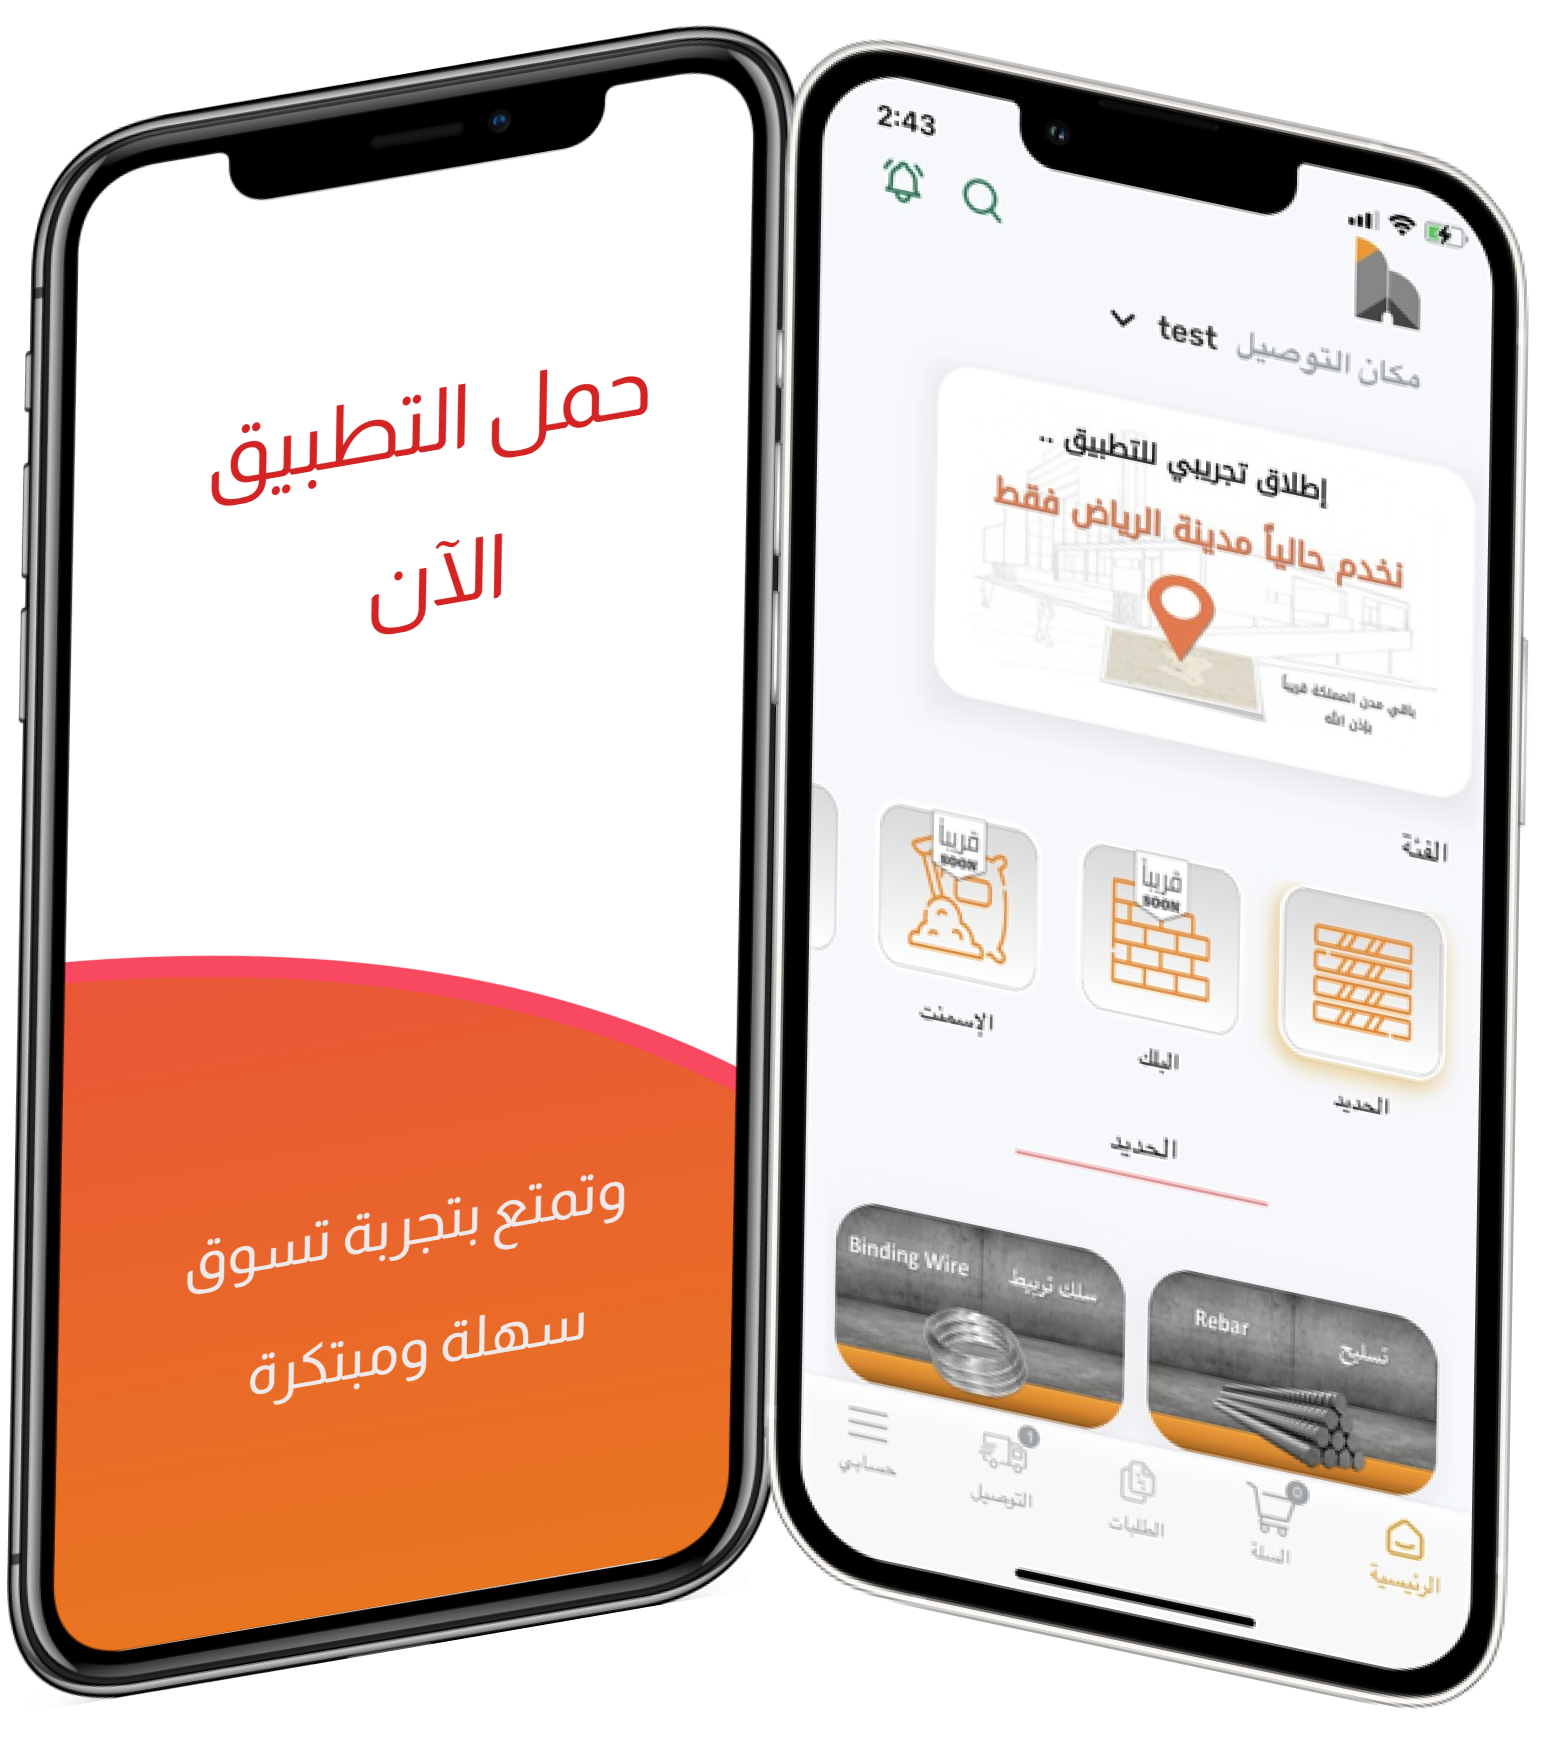 حمل التطبيق
الآن
وتمتع بتجربة تسوق
سهلة ومبتكرة
2:43
مكان التوصيل test
إطلاق تجريبي للتطبيق ..
نخدم حالياً مدينة الرياض فقط
باقي مدن المملكة قريباً
بإذن الله
الفئة
قريباً
SOON
قريباً
SOON
الحديد
البلك
الإسمنت
الحديد
تسليح
Rebar
سلك تربيط
Binding Wire
0
1
الرئيسية
السلة
الطلبات
التوصيل
حسابي